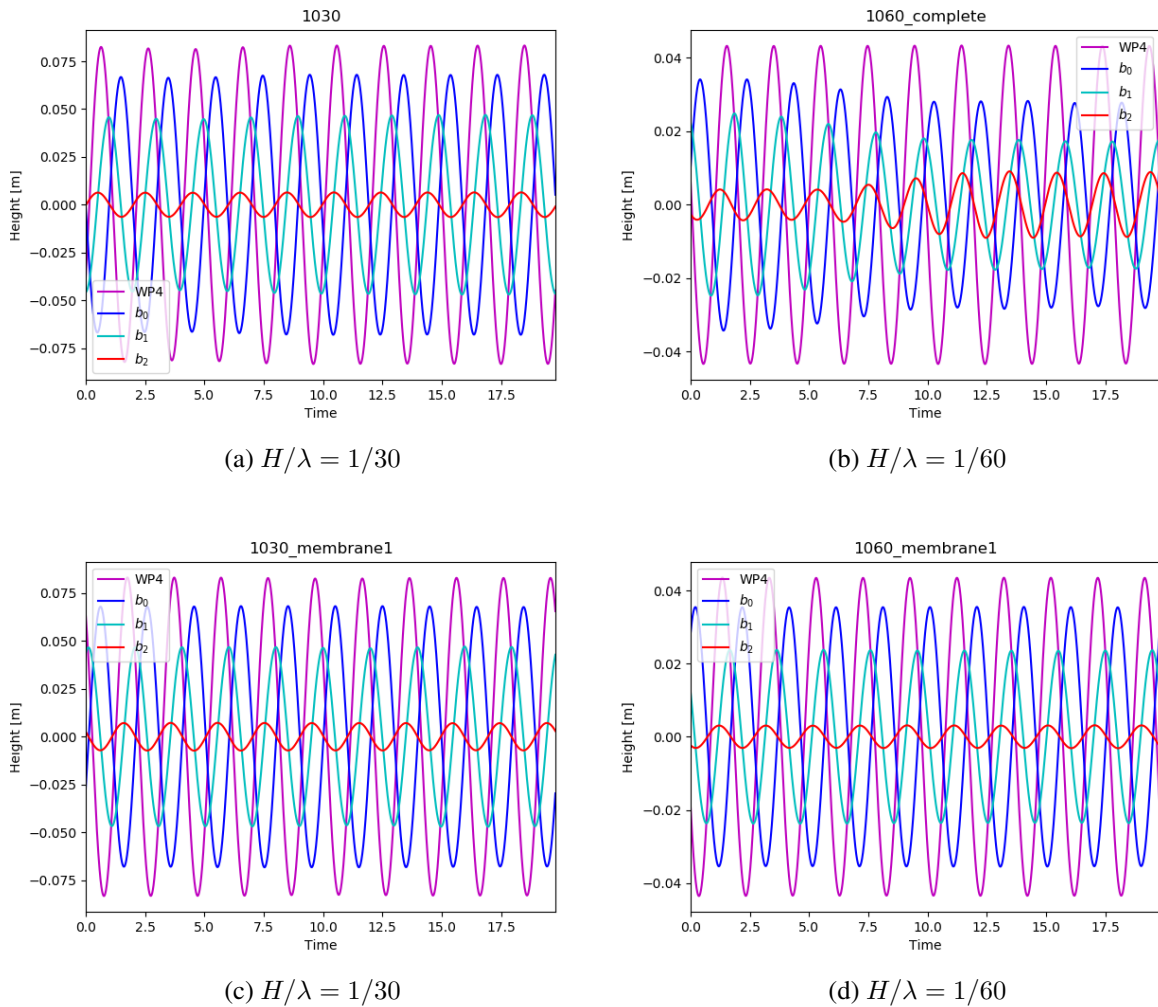 1030
Height [m]
0.075
0.050
0.025
0.000
−0.025
−0.050
−0.075
WP4
b₀
b₁
b₂
0.0 2.5 5.0 7.5 10.0 12.5 15.0 17.5
Time
(a) H/λ = 1/30
1060_complete
Height [m]
0.04
0.02
0.00
−0.02
−0.04
WP4
b₀
b₁
b₂
0.0 2.5 5.0 7.5 10.0 12.5 15.0 17.5
Time
(b) H/λ = 1/60
1030_membrane1
Height [m]
0.075
0.050
0.025
0.000
−0.025
−0.050
−0.075
WP4
b₀
b₁
b₂
0.0 2.5 5.0 7.5 10.0 12.5 15.0 17.5
Time
(c) H/λ = 1/30
1060_membrane1
Height [m]
0.04
0.02
0.00
−0.02
−0.04
WP4
b₀
b₁
b₂
0.0 2.5 5.0 7.5 10.0 12.5 15.0 17.5
Time
(d) H/λ = 1/60